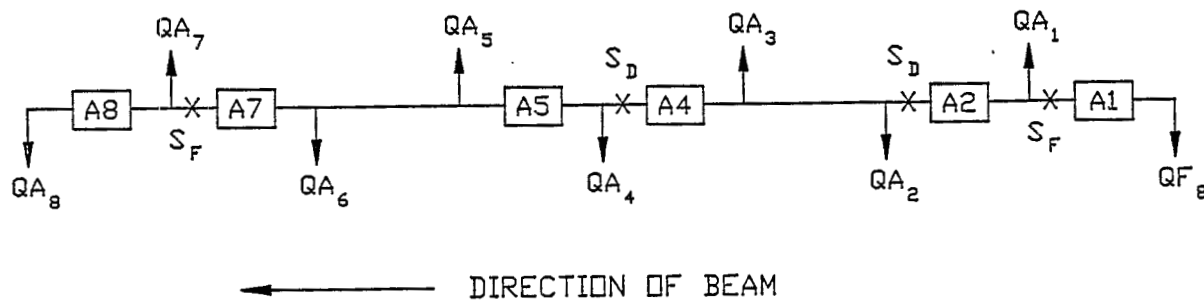 QA7 QA5 QA3 QA1
SD SD
A8 A7 A5 A4 A2 A1
SF SF
QA8 QA6 QA4 QA2 QF8
DIRECTION OF BEAM